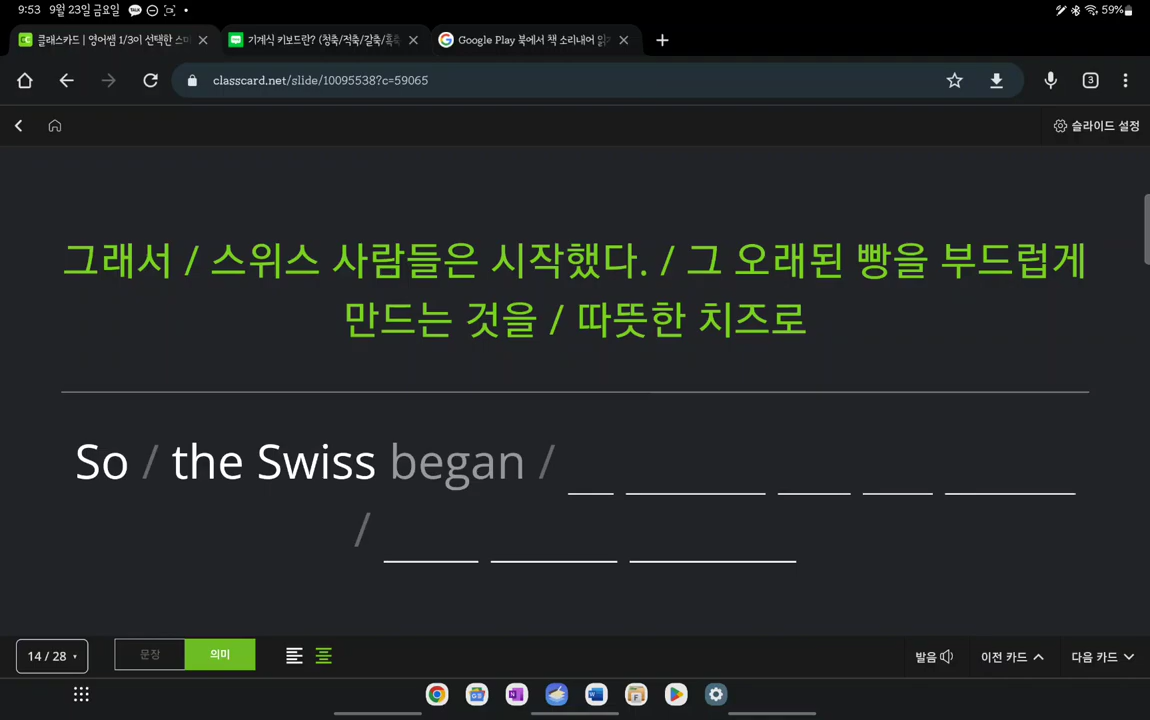 9:53 9월 23일 금요일 TALK 59%
클래스카드 | 영어쌤 1/3이 선택한 스마
기계식 키보드란? (청축/적축/갈축/흑축
Google Play 북에서 책 소리내어 읽기
classcard.net/slide/10095538?c=59065 3
슬라이드 설정
그래서 / 스위스 사람들은 시작했다. / 그 오래된 빵을 부드럽게
만드는 것을 / 따뜻한 치즈로
So / the Swiss began /
/
14 / 28 문장 의미 발음 이전 카드 다음 카드